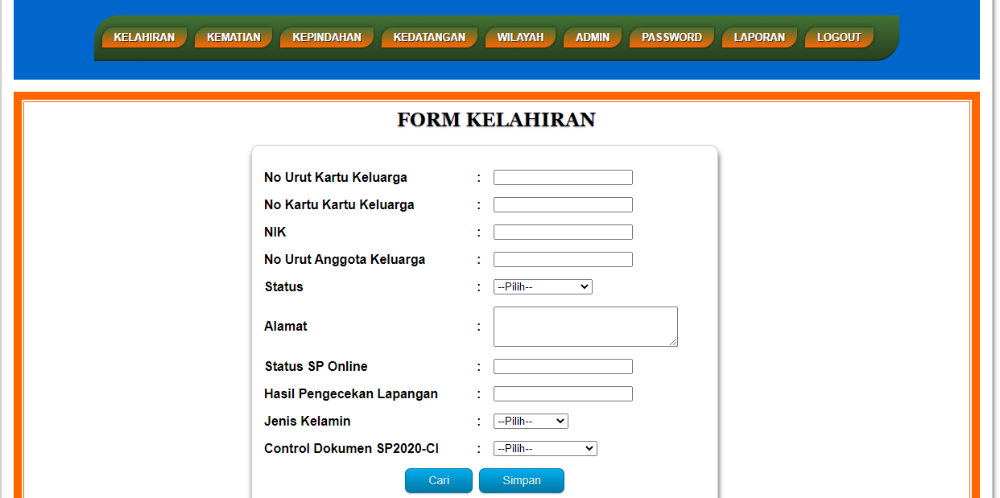 KELAHIRAN KEMATIAN KEPINDAHAN KEDATANGAN WILAYAH ADMIN PASSWORD LAPORAN LOGOUT
FORM KELAHIRAN
No Urut Kartu Keluarga :
No Kartu Kartu Keluarga :
NIK :
No Urut Anggota Keluarga :
Status : --Pilih--
Alamat :
Status SP Online :
Hasil Pengecekan Lapangan :
Jenis Kelamin : --Pilih--
Control Dokumen SP2020-CI : --Pilih--
Cari Simpan